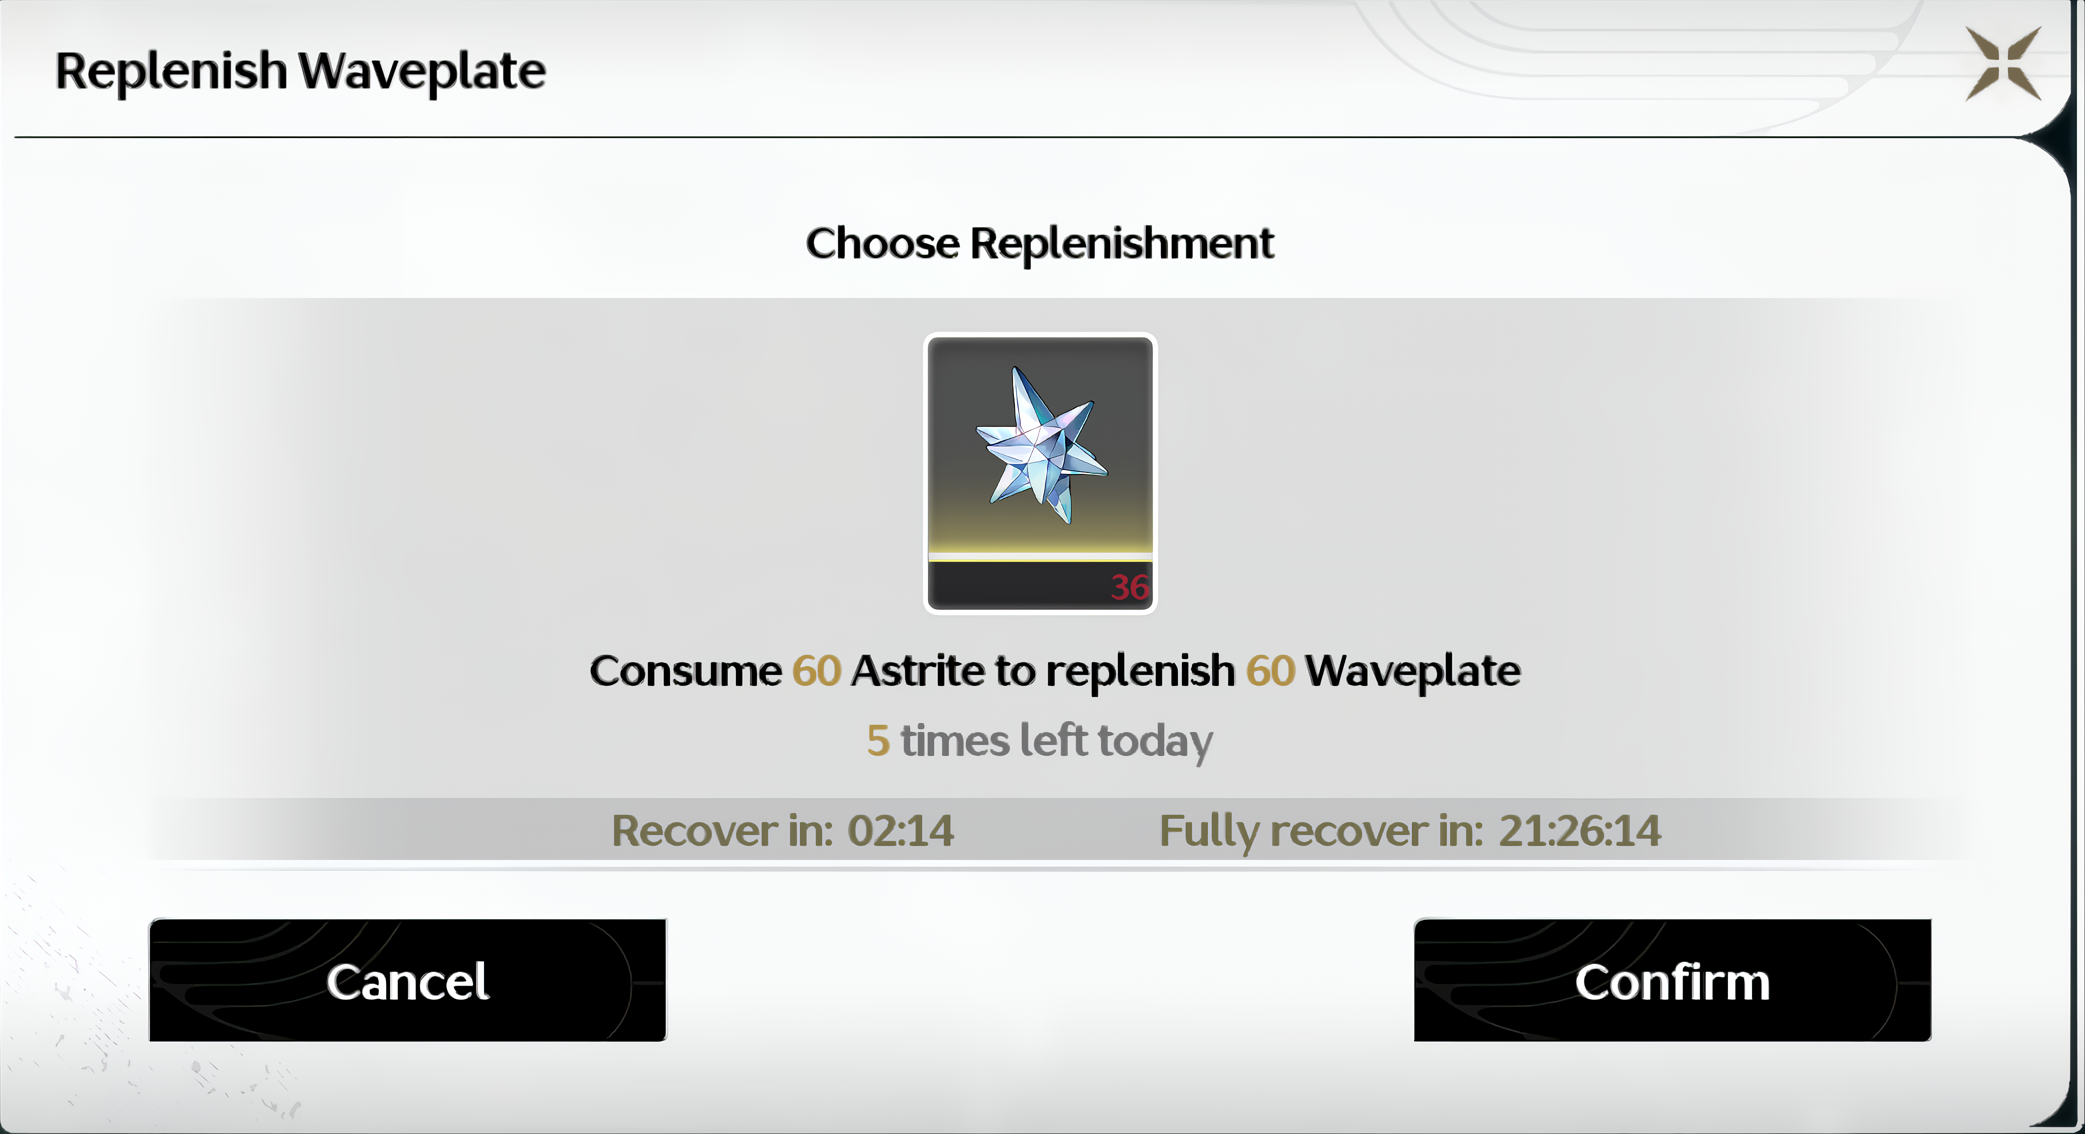 Replenish Waveplate
Choose Replenishment
36
Consume 60 Astrite to replenish 60 Waveplate
5 times left today
Recover in: 02:14 Fully recover in: 21:26:14
Cancel Confirm